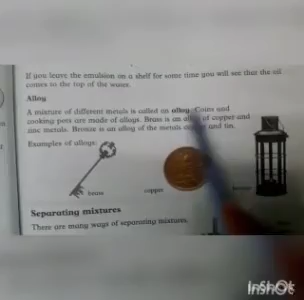 If you leave the emulsion on a shelf for some time you will see that the oil
comes to the top of the water.
Alloy
A mixture of different metals is called an alloy. Coins and
cooking pots are made of alloys. Brass is an alloy of copper and
zinc metals. Bronze is an alloy of the metals copper and tin.
Examples of alloys:
brass
copper
bronze
Separating mixtures
There are many ways of separating mixtures.
InShOt